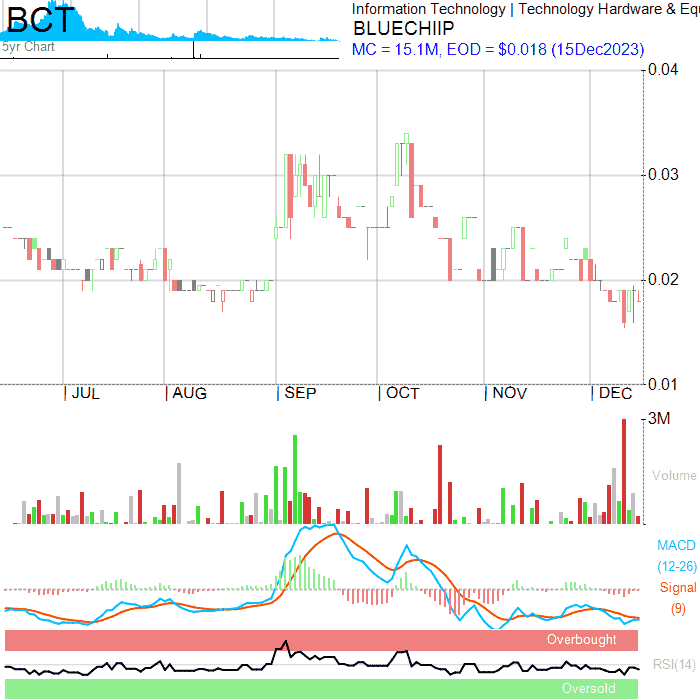 BCT
5yr Chart
Information Technology | Technology Hardware & Equ
BLUECHIIP
MC = 15.1M, EOD = $0.018 (15Dec2023)
0.04
0.03
0.02
0.01
| JUL | AUG | SEP | OCT | NOV | DEC
3M
Volume
MACD
(12-26)
Signal
(9)
Overbought
RSI(14)
Oversold